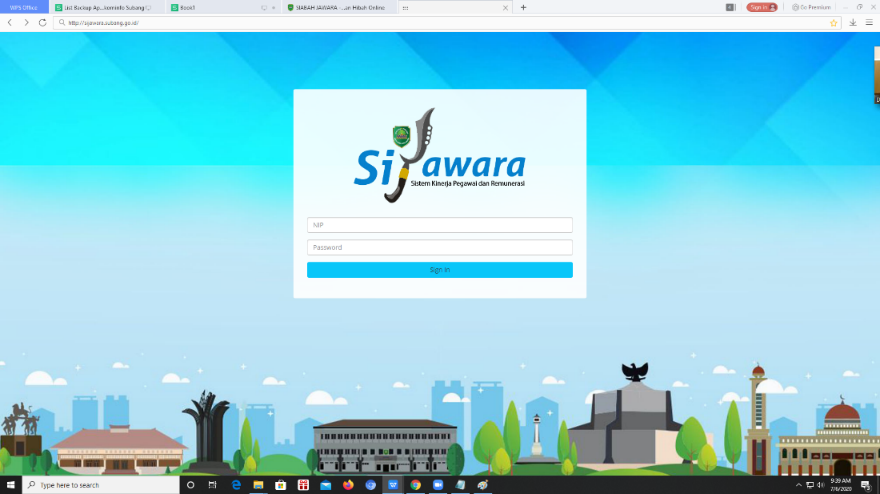 WPS Office
List Backup Ap...kominfo Subang
Book1
SIABAH JAWARA - ...an Hibah Online
Sign in
Go Premium
http://sijawara.subang.go.id/
SiJawara
Sistem Kinerja Pegawai dan Remunerasi
NIP
Password
Sign In
Type here to search
9:39 AM
7/6/2020